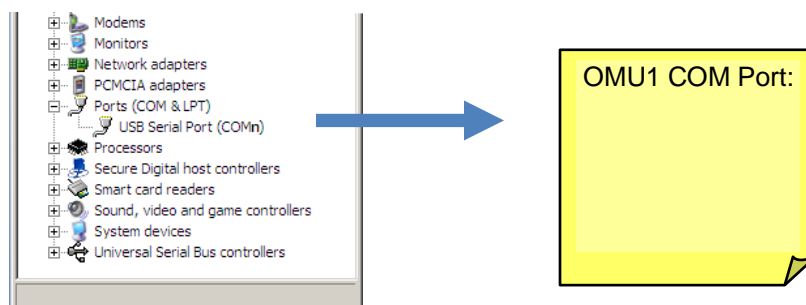 Modems
Monitors
Network adapters
PCMCIA adapters
Ports (COM & LPT)
USB Serial Port (COMn)
Processors
Secure Digital host controllers
Smart card readers
Sound, video and game controllers
System devices
Universal Serial Bus controllers
OMU1 COM Port: